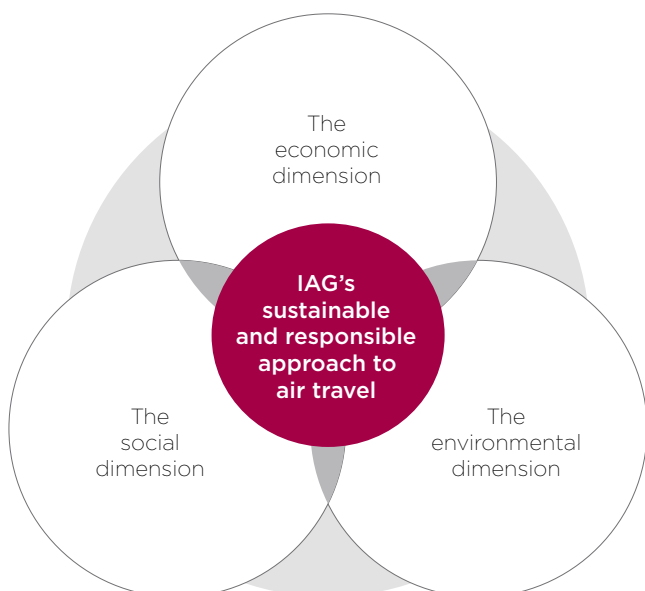 The
economic
dimension
IAG’s
sustainable
and responsible
approach to
air travel
The
social
dimension
The
environmental
dimension